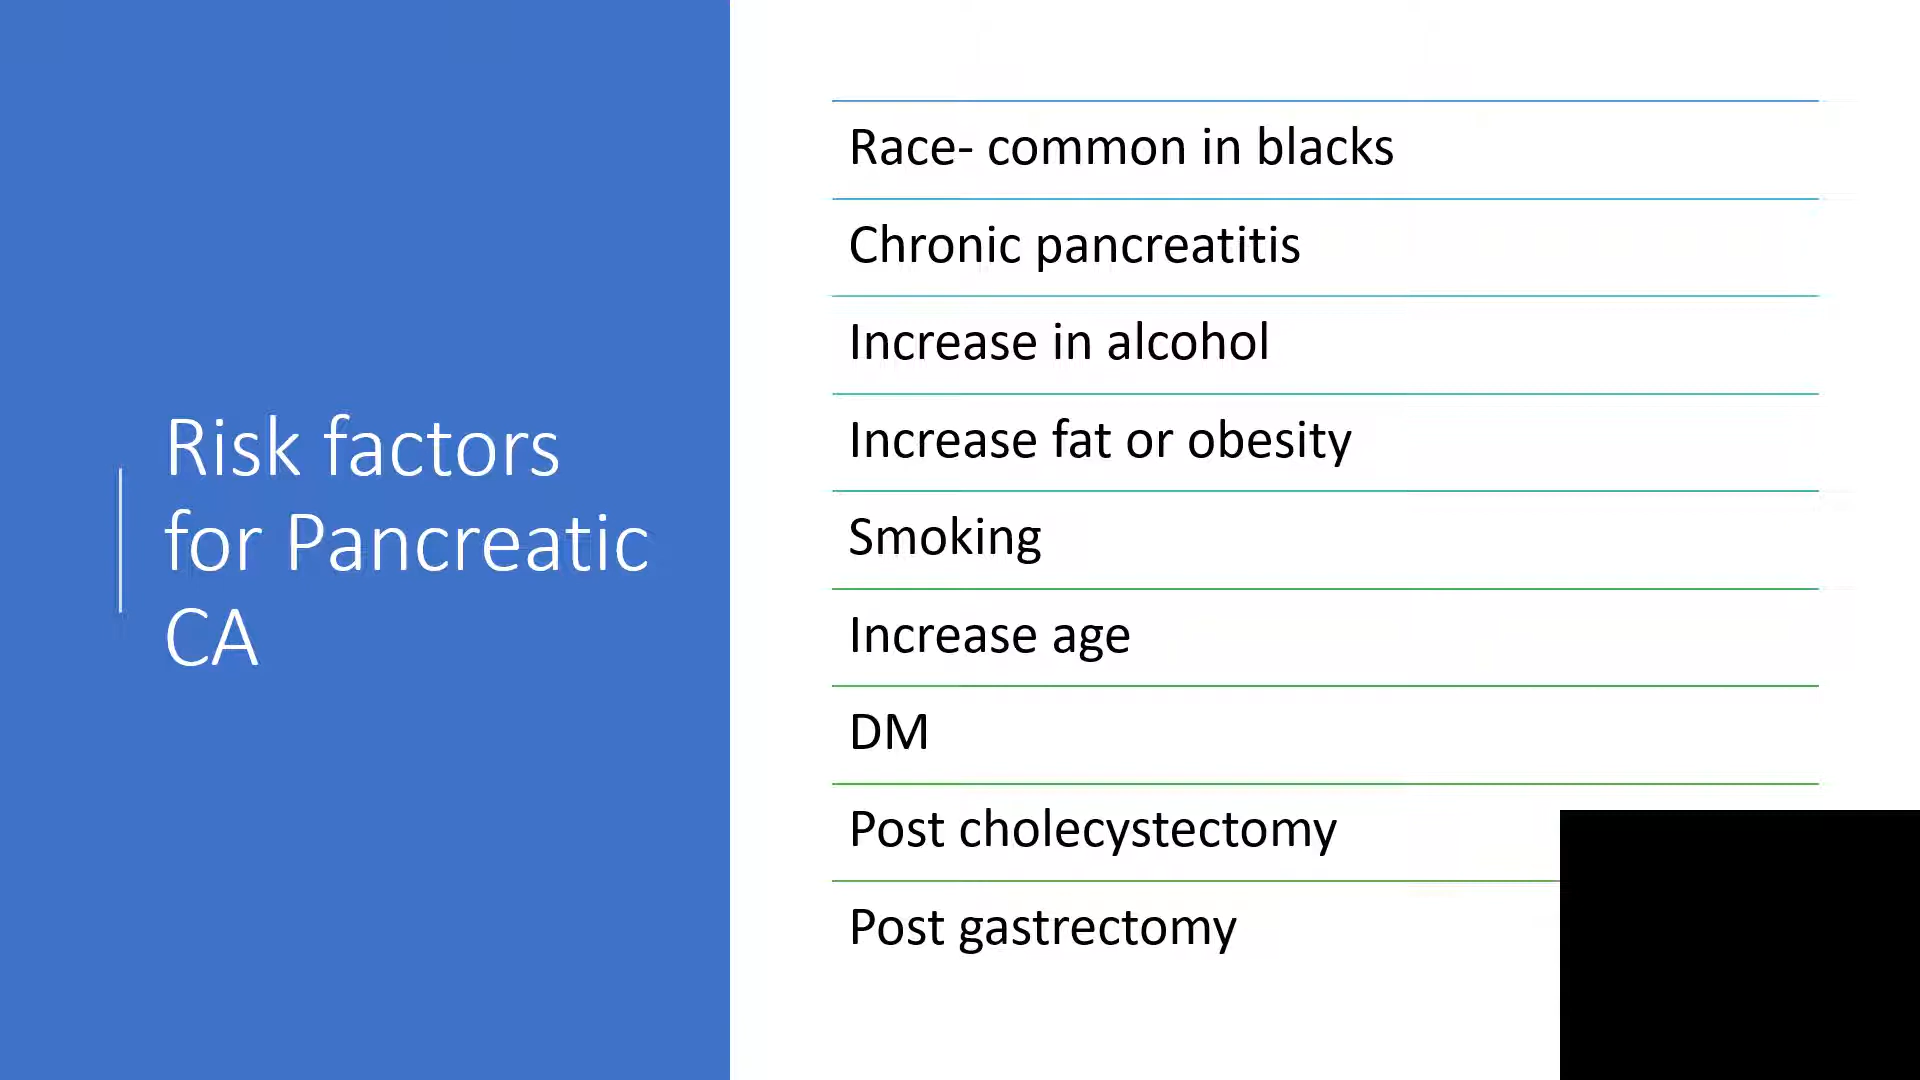 Risk factors
for Pancreatic
CA
Race- common in blacks
Chronic pancreatitis
Increase in alcohol
Increase fat or obesity
Smoking
Increase age
DM
Post cholecystectomy
Post gastrectomy